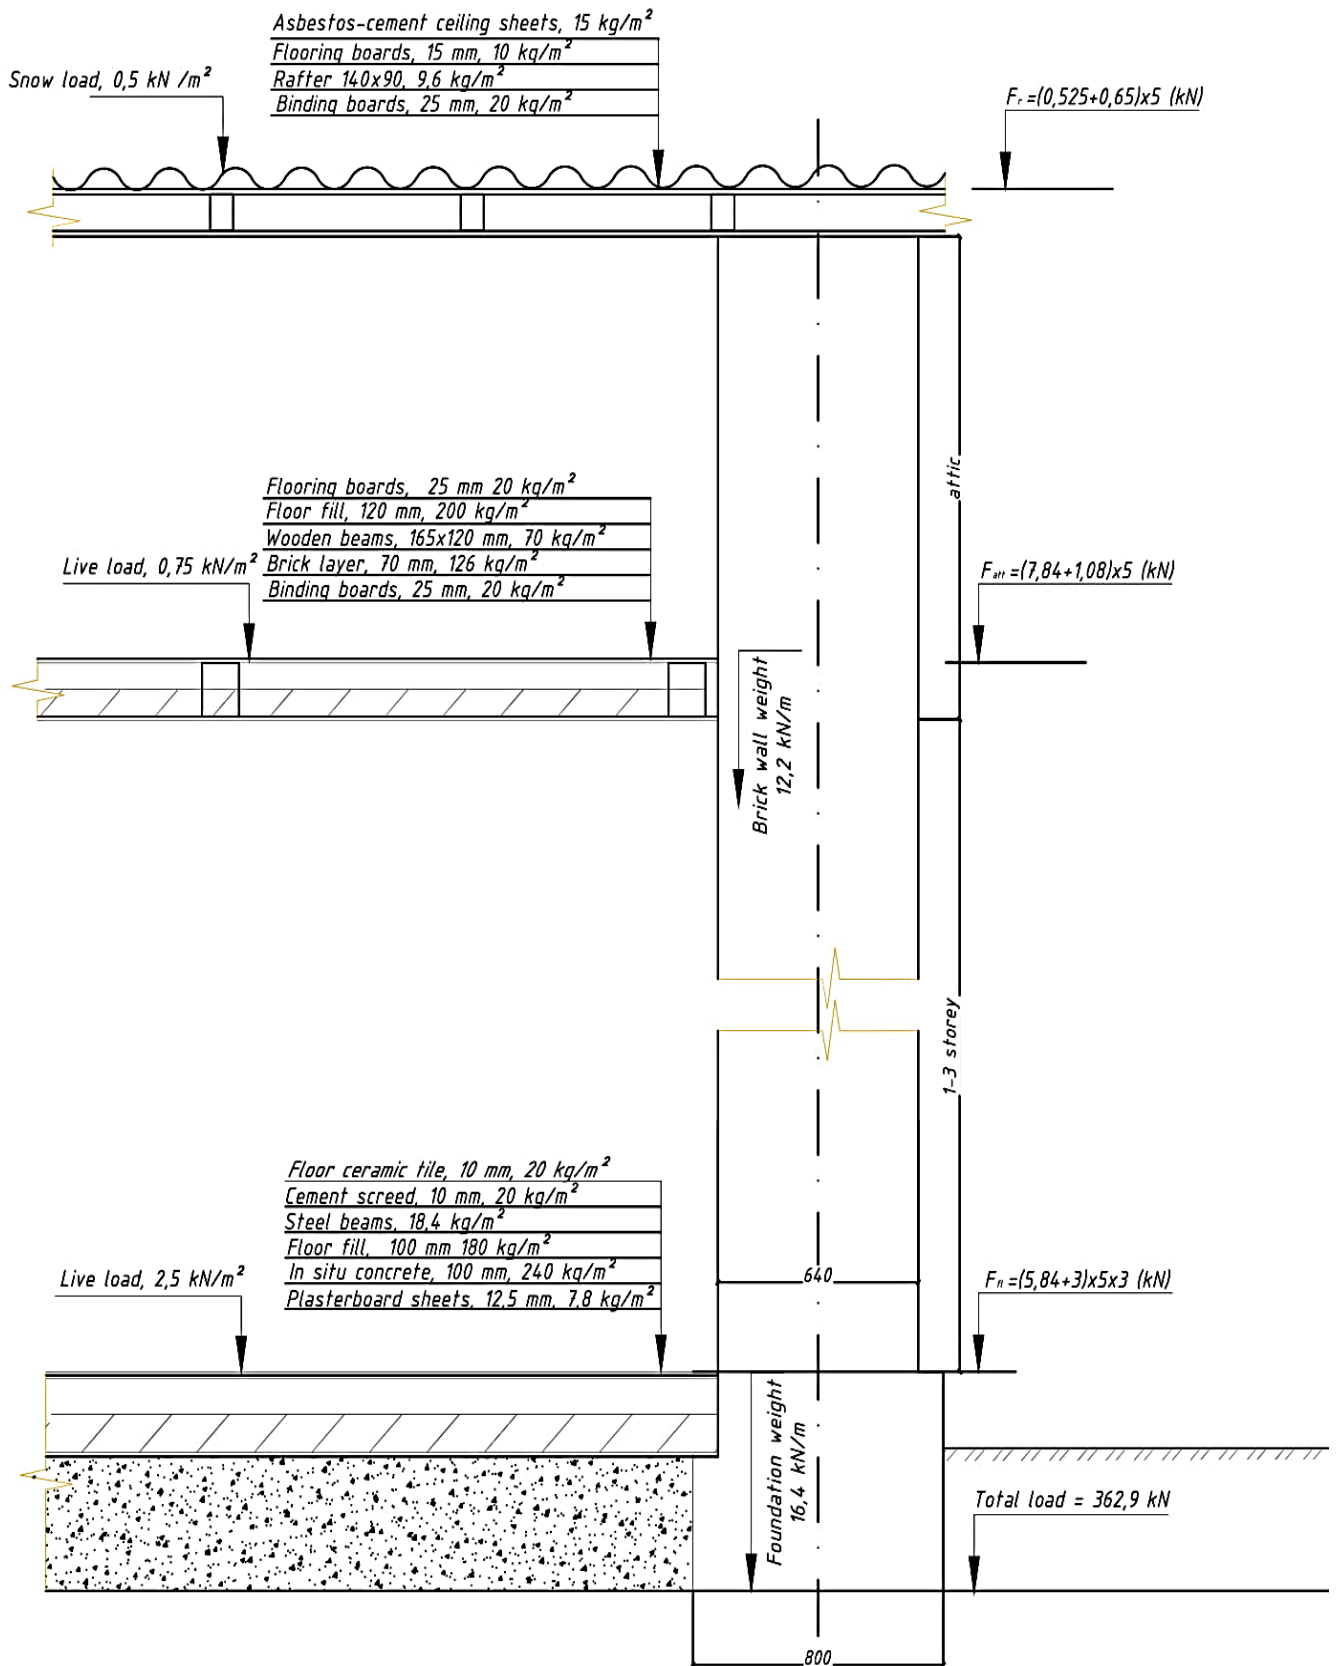 Asbestos-cement ceiling sheets, 15 kg/m²
Flooring boards, 15 mm, 10 kg/m²
Rafter 140x90, 9,6 kg/m²
Binding boards, 25 mm, 20 kg/m²
Snow load, 0,5 kN /m²
Fr =(0,525+0,65)x5 (kN)
attic
Flooring boards, 25 mm 20 kg/m²
Floor fill, 120 mm, 200 kg/m²
Wooden beams, 165x120 mm, 70 kg/m²
Brick layer, 70 mm, 126 kg/m²
Binding boards, 25 mm, 20 kg/m²
Live load, 0,75 kN/m²
Fatt =(7,84+1,08)x5 (kN)
Brick wall weight
12,2 kN/m
1-3 storey
Floor ceramic tile, 10 mm, 20 kg/m²
Cement screed, 10 mm, 20 kg/m²
Steel beams, 18,4 kg/m²
Floor fill, 100 mm 180 kg/m²
In situ concrete, 100 mm, 240 kg/m²
Plasterboard sheets, 12,5 mm, 7,8 kg/m²
Live load, 2,5 kN/m²
640
Ffl =(5,84+3)x5x3 (kN)
Foundation weight
16,4 kN/m
Total load = 362,9 kN
800